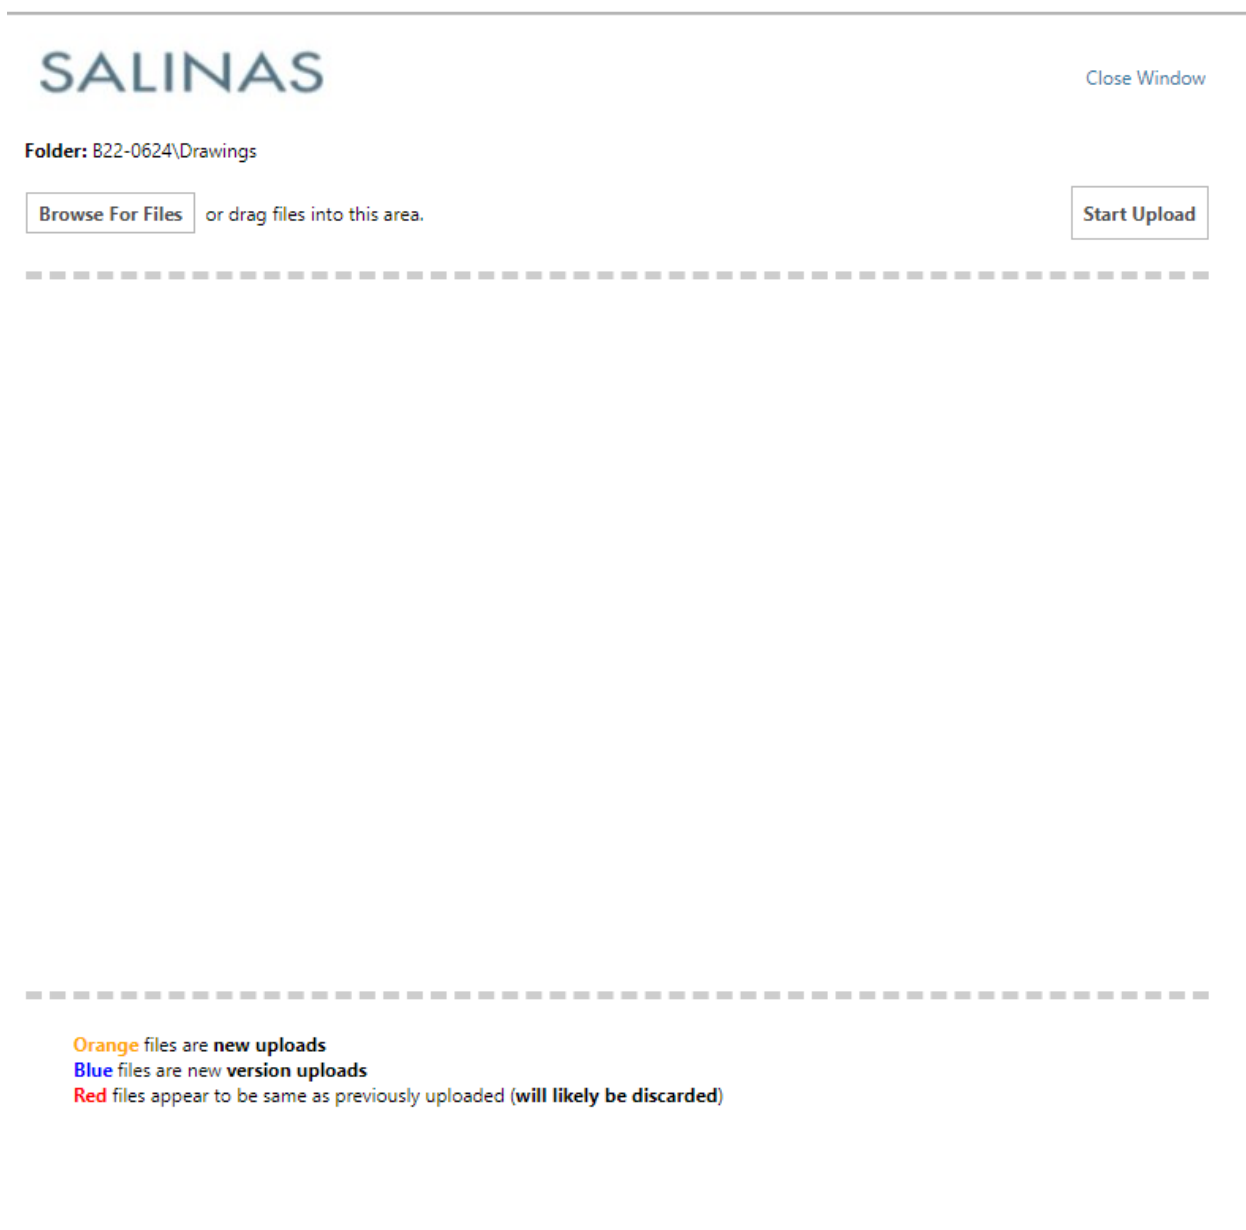 SALINAS
Close Window
Folder: B22-0624\Drawings
Browse For Files or drag files into this area.
Start Upload
Orange files are new uploads
Blue files are new version uploads
Red files appear to be same as previously uploaded (will likely be discarded)